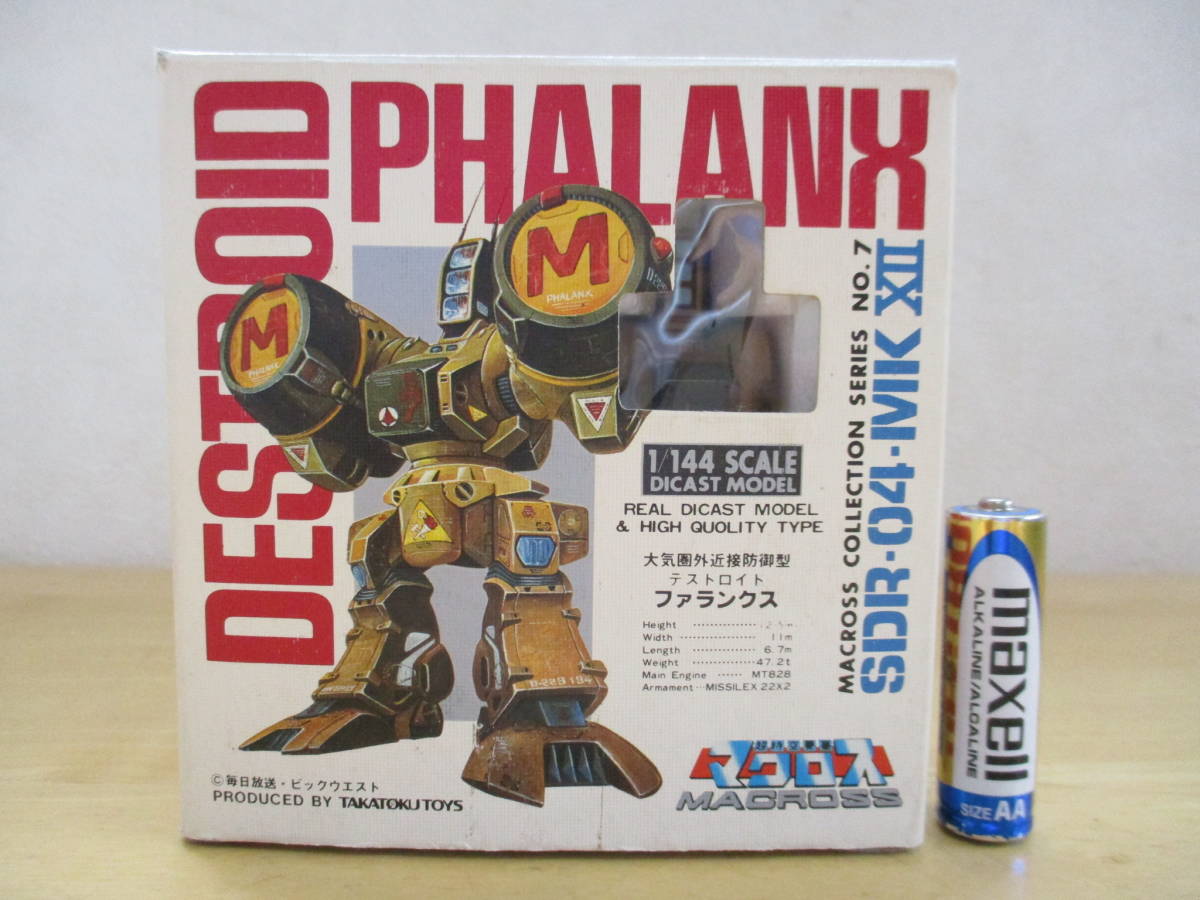 DESTROID
PHALANX
MACROSS COLLECTION SERIES NO. 7
SDR-04-MK XII
M
PHALANX
M
PHALANX
1/144 SCALE
DICAST MODEL
REAL DICAST MODEL
& HIGH QUOLITY TYPE
大気圏外近接防御型
テストロイト
ファランクス
Height
Width 11m
Length 6.7m
Weight 47.2t
Main Engine MT828
Armament MISSILEX 22X2
超時空要塞
マクロス
MACROSS
©毎日放送・ビックウエスト
PRODUCED BY TAKATOKU TOYS
maxell
ALKALINE/ALCALINE
SIZE AA